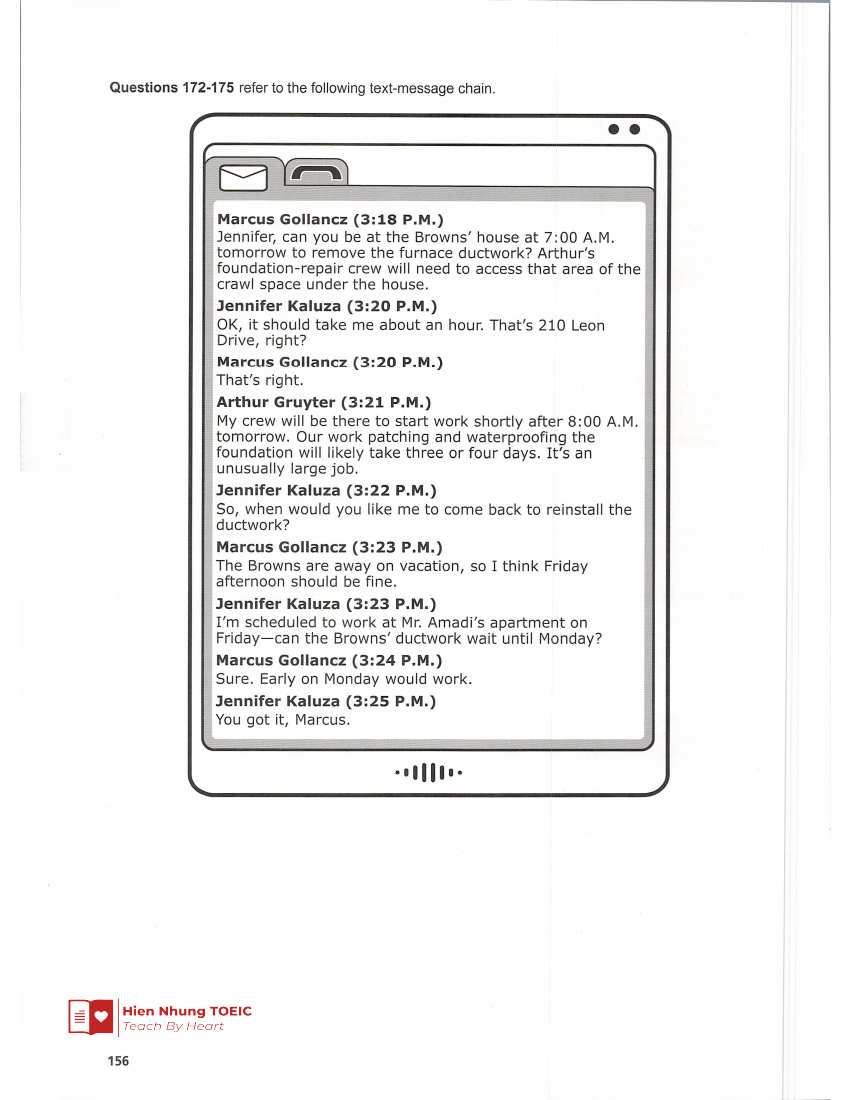 Questions 172-175 refer to the following text-message chain.
Marcus Gollancz (3:18 P.M.)
Jennifer, can you be at the Browns' house at 7:00 A.M.
tomorrow to remove the furnace ductwork? Arthur's
foundation-repair crew will need to access that area of the
crawl space under the house.
Jennifer Kaluza (3:20 P.M.)
OK, it should take me about an hour. That's 210 Leon
Drive, right?
Marcus Gollancz (3:20 P.M.)
That's right.
Arthur Gruyter (3:21 P.M.)
My crew will be there to start work shortly after 8:00 A.M.
tomorrow. Our work patching and waterproofing the
foundation will likely take three or four days. It's an
unusually large job.
Jennifer Kaluza (3:22 P.M.)
So, when would you like me to come back to reinstall the
ductwork?
Marcus Gollancz (3:23 P.M.)
The Browns are away on vacation, so I think Friday
afternoon should be fine.
Jennifer Kaluza (3:23 P.M.)
I'm scheduled to work at Mr. Amadi's apartment on
Friday—can the Browns' ductwork wait until Monday?
Marcus Gollancz (3:24 P.M.)
Sure. Early on Monday would work.
Jennifer Kaluza (3:25 P.M.)
You got it, Marcus.
Hien Nhung TOEIC
Teach By Heart
156